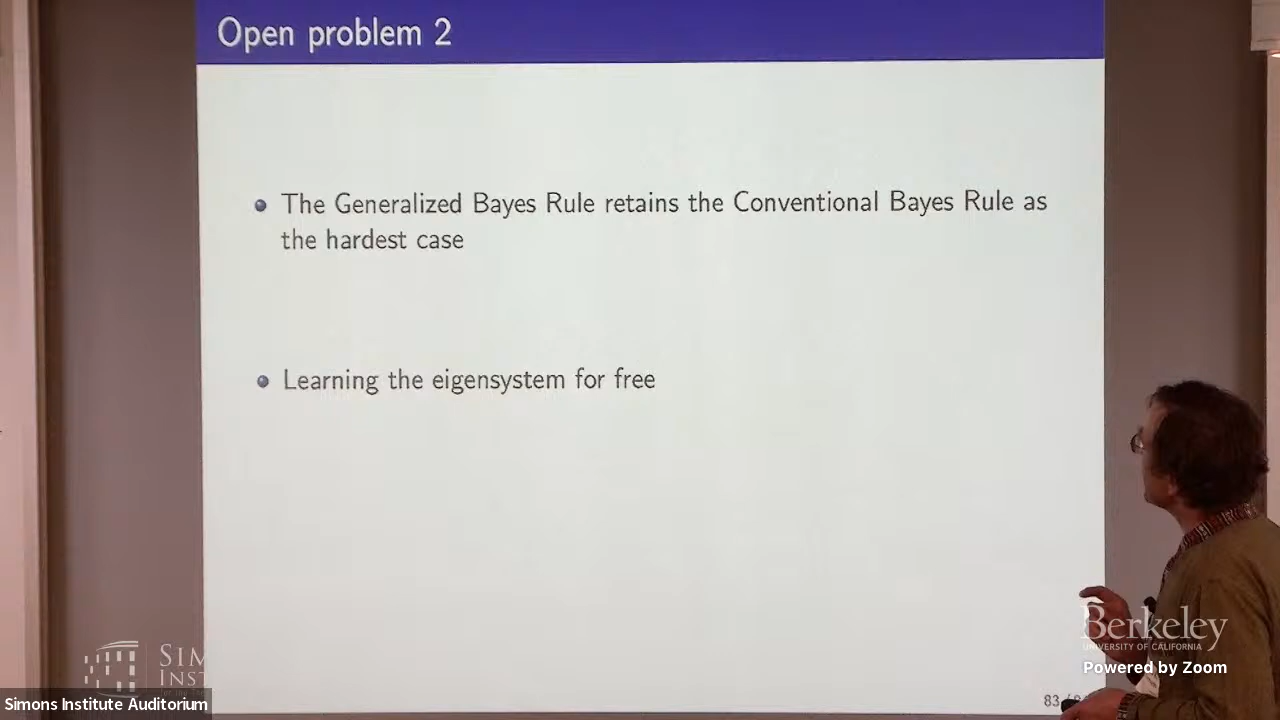 Open problem 2
The Generalized Bayes Rule retains the Conventional Bayes Rule as
the hardest case
Learning the eigensystem for free
Berkeley
UNIVERSITY OF CALIFORNIA
Powered by Zoom
83
Simons Institute Auditorium